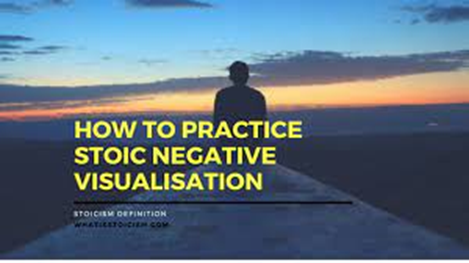 HOW TO PRACTICE
STOIC NEGATIVE
VISUALISATION
STOICISM DEFINITION
WHATISSTOICISM.COM